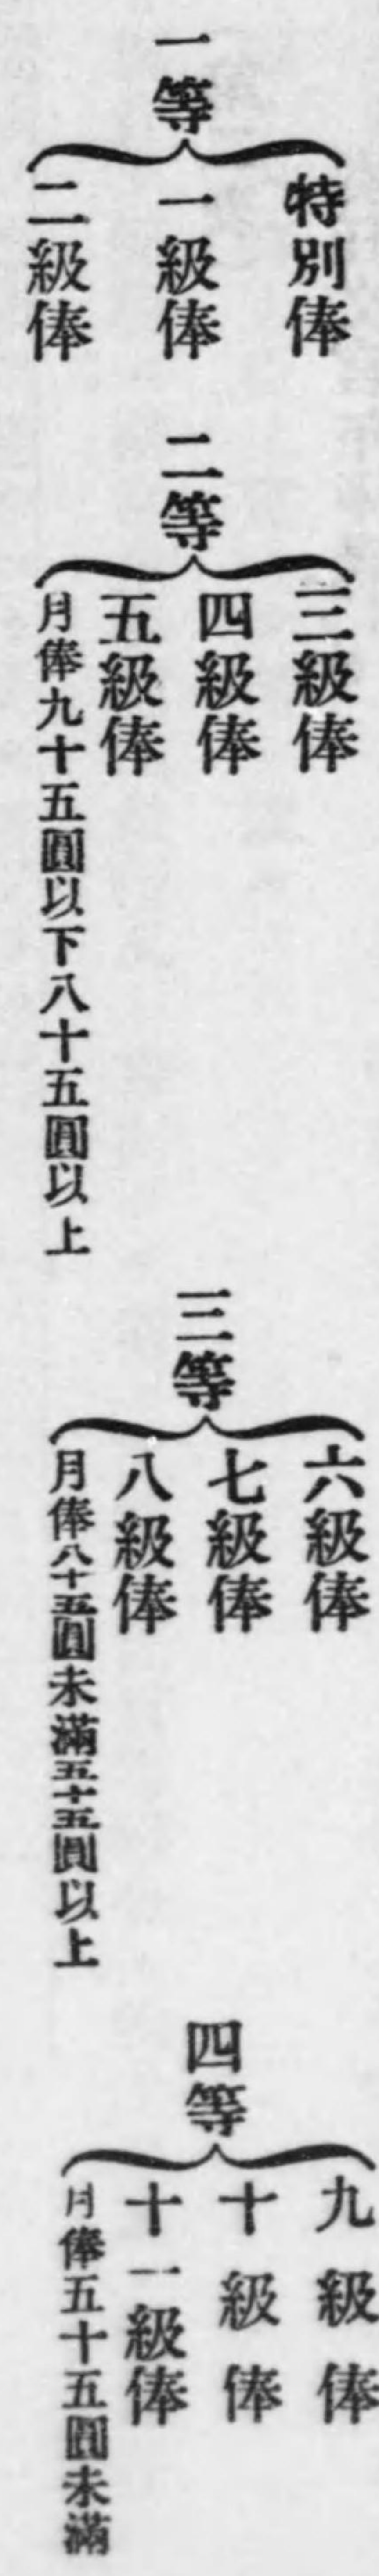 一等
特別俸
一級俸
二級俸
二等
三級俸
四級俸
五級俸
月俸九十五圓以下八十五圓以上
三等
六級俸
七級俸
八級俸
月俸八十五圓未滿五十五圓以上
四等
九級俸
十級俸
十一級俸
月俸五十五圓未滿